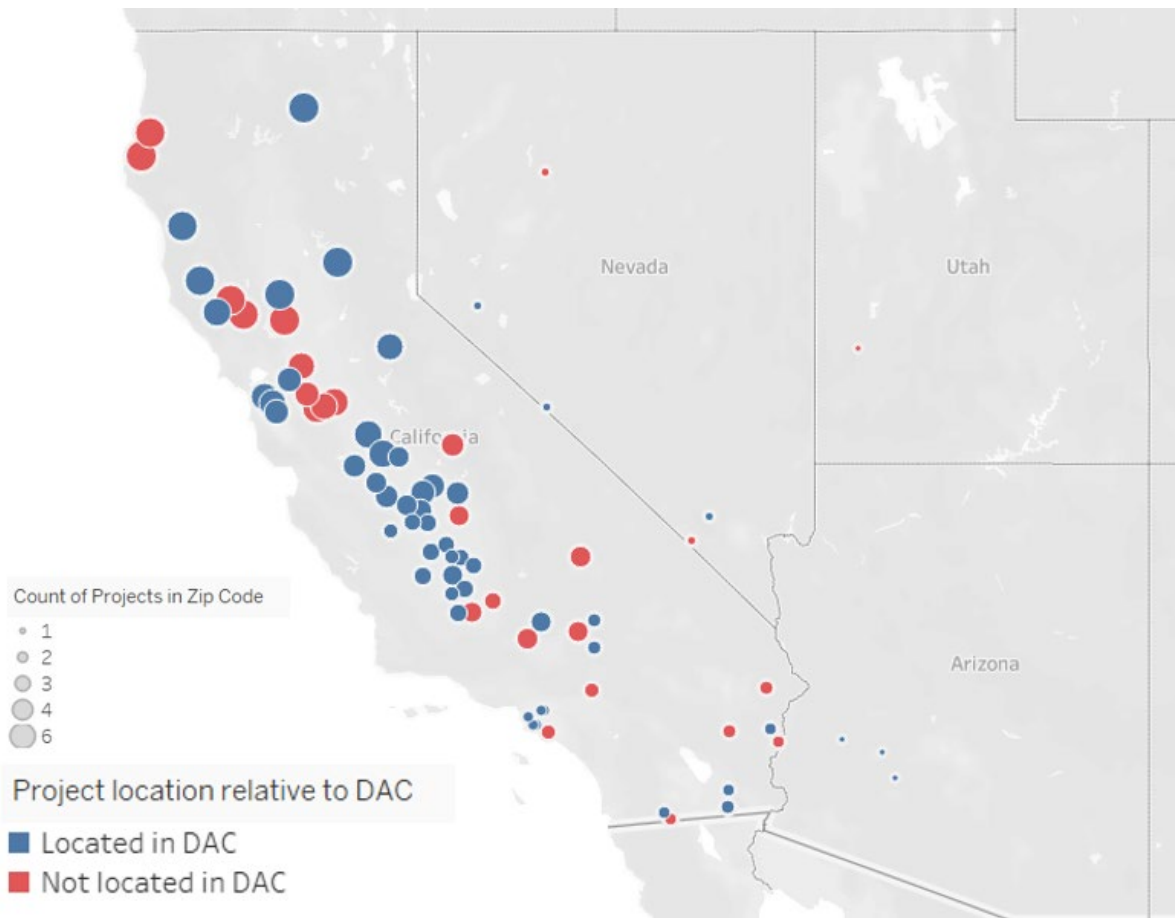 Nevada
Utah
California
Arizona
Count of Projects in Zip Code
1
2
3
4
6
Project location relative to DAC
Located in DAC
Not located in DAC